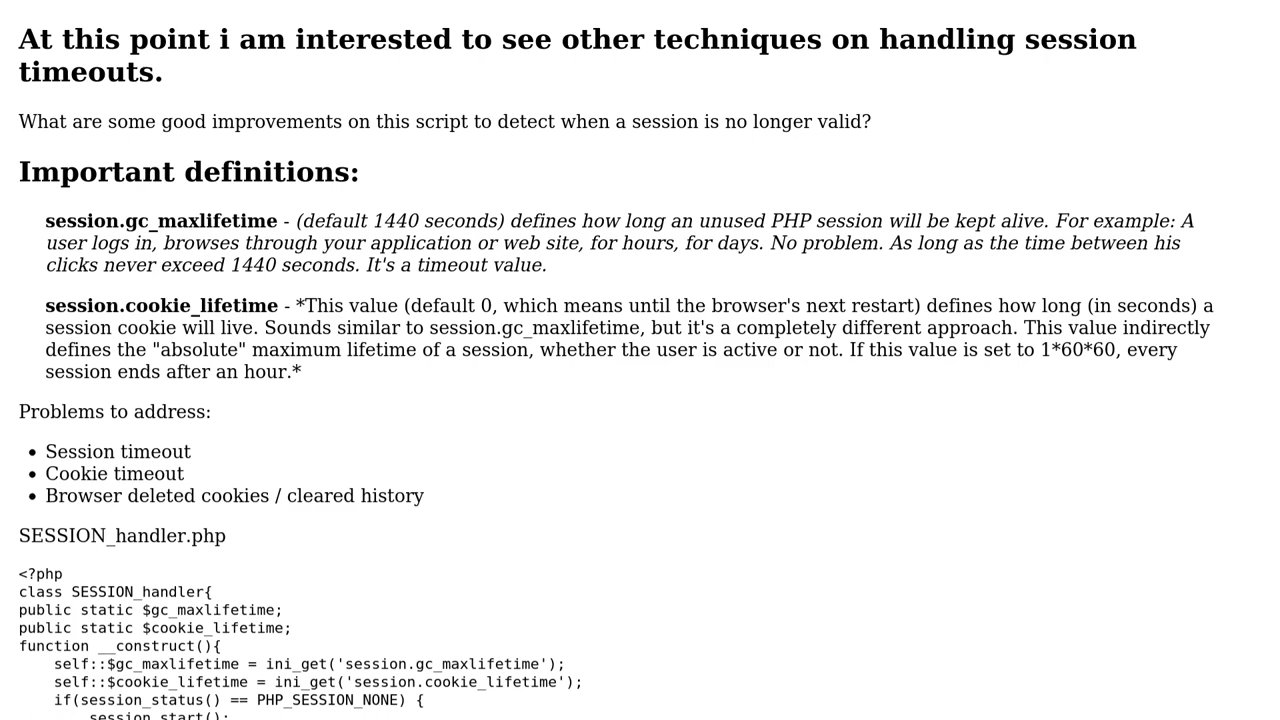 At this point i am interested to see other techniques on handling session
timeouts.
What are some good improvements on this script to detect when a session is no longer valid?
Important definitions:
session.gc_maxlifetime - (default 1440 seconds) defines how long an unused PHP session will be kept alive. For example: A
user logs in, browses through your application or web site, for hours, for days. No problem. As long as the time between his
clicks never exceed 1440 seconds. It's a timeout value.
session.cookie_lifetime - *This value (default 0, which means until the browser's next restart) defines how long (in seconds) a
session cookie will live. Sounds similar to session.gc_maxlifetime, but it's a completely different approach. This value indirectly
defines the "absolute" maximum lifetime of a session, whether the user is active or not. If this value is set to 1*60*60, every
session ends after an hour.*
Problems to address:
• Session timeout
• Cookie timeout
• Browser deleted cookies / cleared history
SESSION_handler.php
<?php
class SESSION_handler{
public static $gc_maxlifetime;
public static $cookie_lifetime;
function __construct(){
    self::$gc_maxlifetime = ini_get('session.gc_maxlifetime');
    self::$cookie_lifetime = ini_get('session.cookie_lifetime');
    if(session_status() == PHP_SESSION_NONE) {
        session_start();